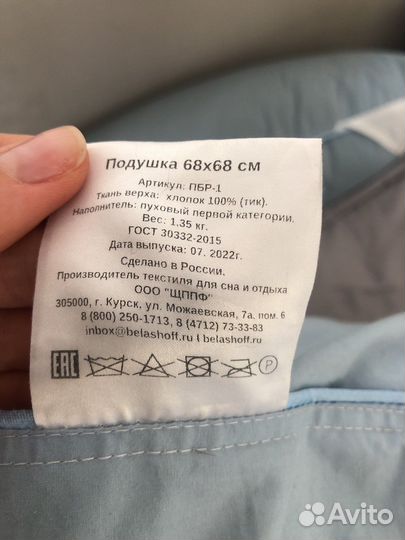 Подушка 68x68 см
Артикул: ПБР-1
Ткань верха: хлопок 100% (тик).
Наполнитель: пуховый первой категории.
Вес: 1,35 кг.
ГОСТ 30332-2015
Дата выпуска: 07. 2022г.
Сделано в России.
Производитель текстиля для сна и отдыха
ООО "ЩППФ"
305000, г. Курск, ул. Можаевская, 7а, пом. 6
8 (800) 250-1713, 8 (4712) 73-33-83
inbox@belashoff.ru | belashoff.ru
EAC
P
Avito